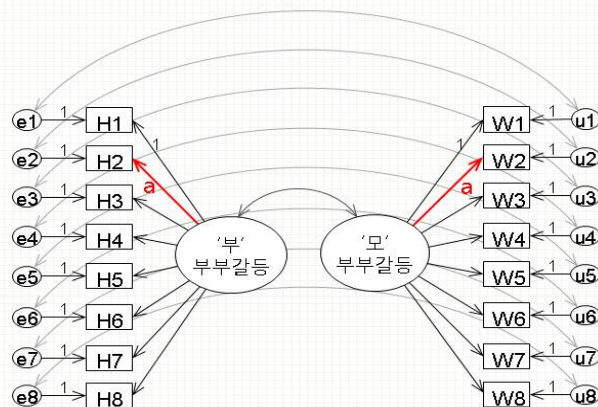 e1 1 H1 1
e2 1 H2 a
e3 1 H3
e4 1 H4
e5 1 H5
e6 1 H6
e7 1 H7
e8 1 H8
'부'
부부갈등
'모'
부부갈등
1 W1 1 u1
a W2 1 u2
W3 1 u3
W4 1 u4
W5 1 u5
W6 1 u6
W7 1 u7
W8 1 u8